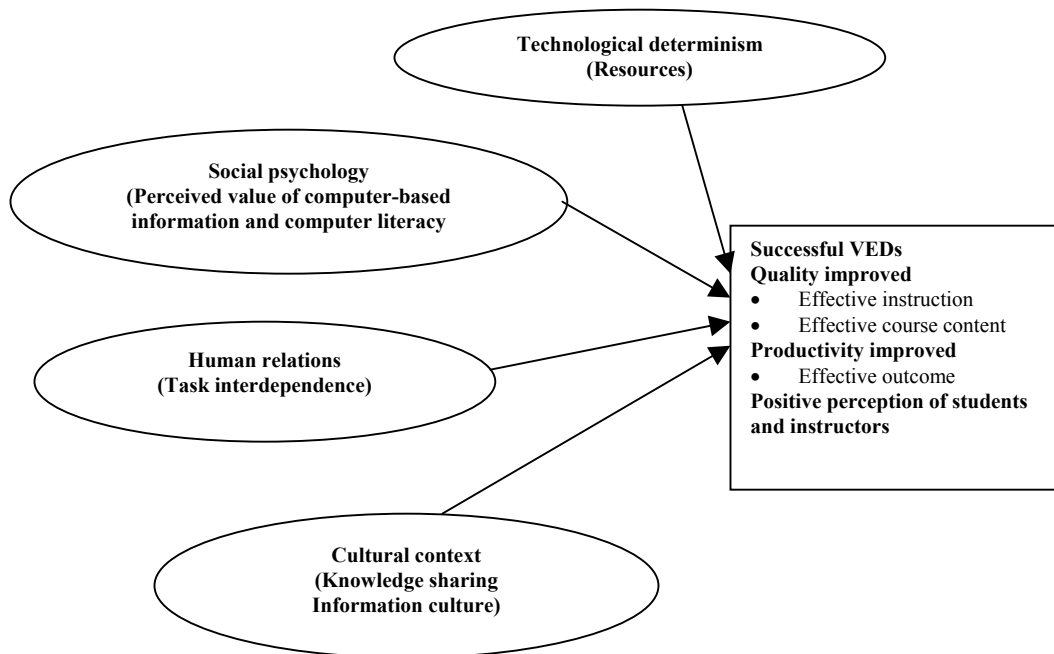 Technological determinism
(Resources)
Social psychology
(Perceived value of computer-based
information and computer literacy
Human relations
(Task interdependence)
Cultural context
(Knowledge sharing
Information culture)
Successful VEDs
Quality improved
• Effective instruction
• Effective course content
Productivity improved
• Effective outcome
Positive perception of students
and instructors